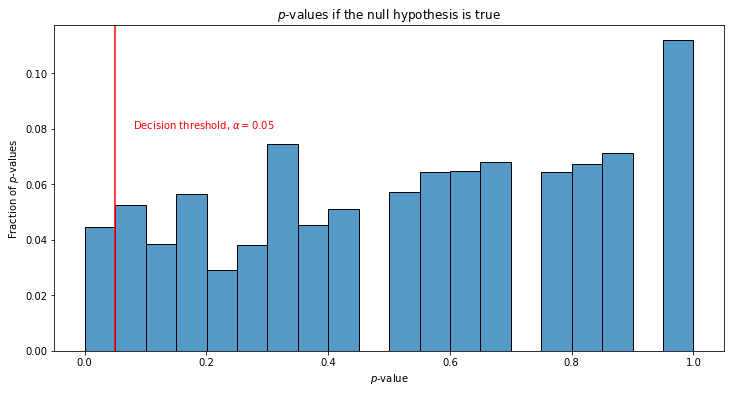 p-values if the null hypothesis is true
0.10
0.08
0.06
0.04
0.02
0.00
Fraction of p-values
Decision threshold, α = 0.05
0.0 0.2 0.4 0.6 0.8 1.0
p-value